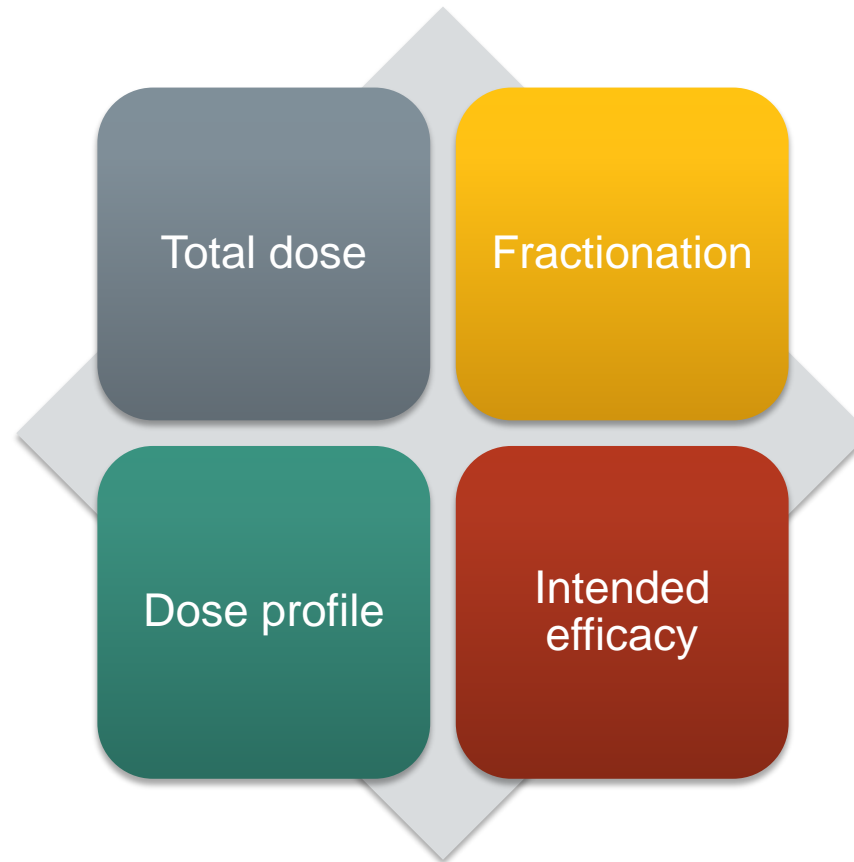 Total dose
Fractionation
Dose profile
Intended
efficacy